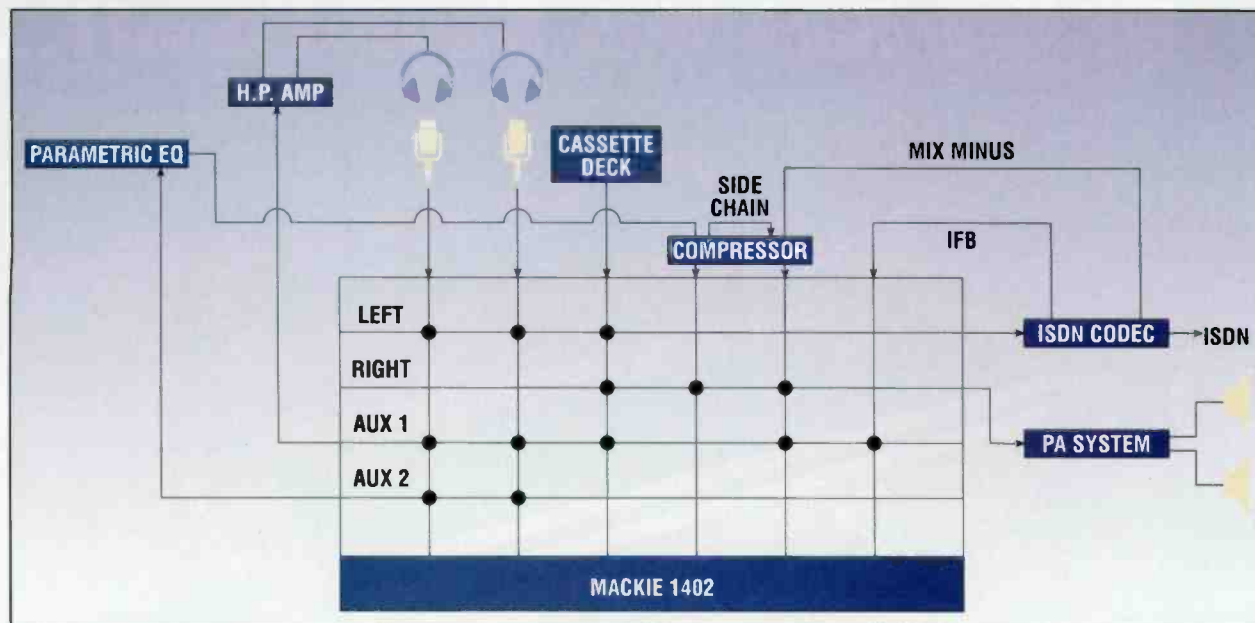 H.P. AMP
PARAMETRIC EQ
CASSETTE
DECK
MIX MINUS
SIDE
CHAIN
COMPRESSOR
IFB
LEFT
ISDN CODEC
ISDN
RIGHT
AUX 1
PA SYSTEM
AUX 2
MACKIE 1402